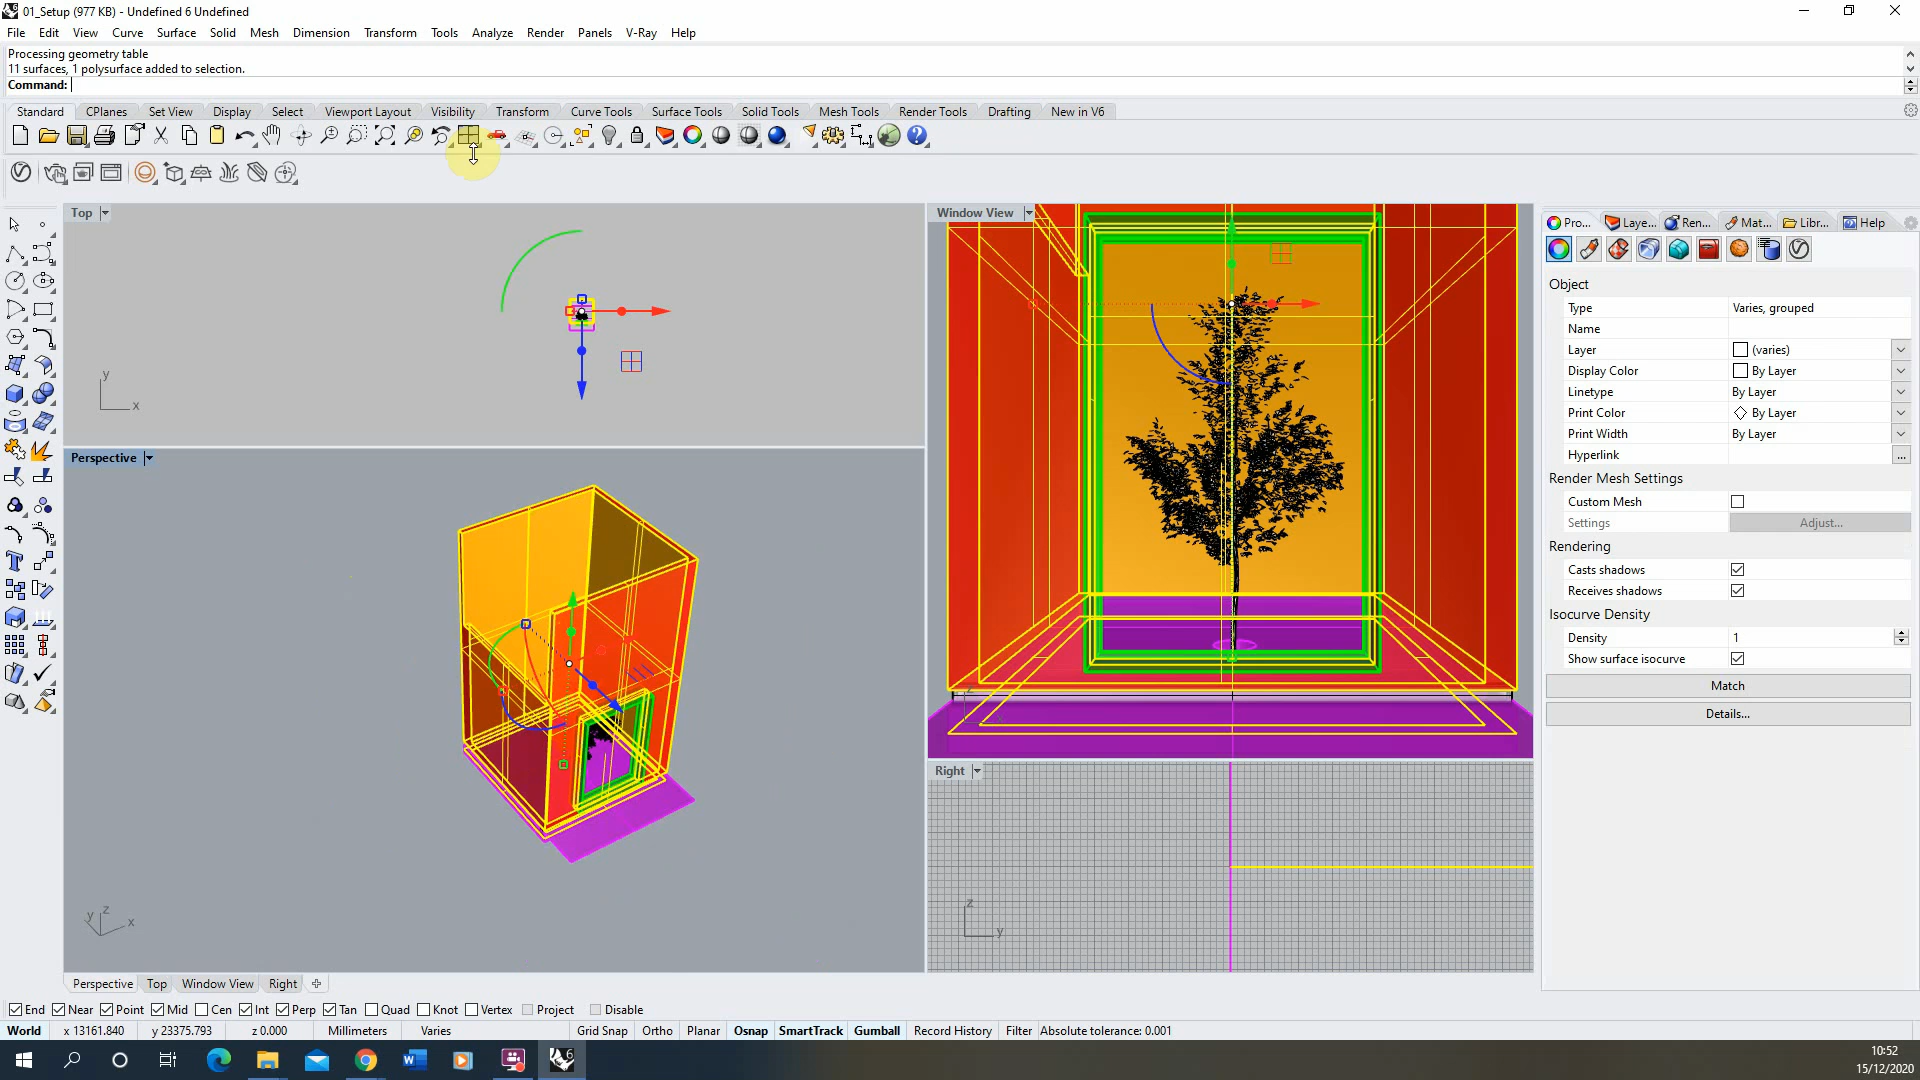 01_Setup (977 KB) - Undefined 6 Undefined
File Edit View Curve Surface Solid Mesh Dimension Transform Tools Analyze Render Panels V-Ray Help
Processing geometry table
11 surfaces, 1 polysurface added to selection.
Command:
Standard CPlanes Set View Display Select Viewport Layout Visibility Transform Curve Tools Surface Tools Solid Tools Mesh Tools Render Tools Drafting New in V6
Top
y
x
Perspective
z
y
x
Window View
z
x
Right
z
y
Pro... Laye... Ren... Mat... Libr... Help
Object
Type Varies, grouped
Name
Layer (varies)
Display Color By Layer
Linetype By Layer
Print Color By Layer
Print Width By Layer
Hyperlink ...
Render Mesh Settings
Custom Mesh
Settings Adjust...
Rendering
Casts shadows
Receives shadows
Isocurve Density
Density 1
Show surface isocurve
Match
Details...
Perspective Top Window View Right
End Near Point Mid Cen Int Perp Tan Quad Knot Vertex Project Disable
World x 13161.840 y 23375.793 z 0.000 Millimeters Varies Grid Snap Ortho Planar Osnap SmartTrack Gumball Record History Filter Absolute tolerance: 0.001
10:52
15/12/2020